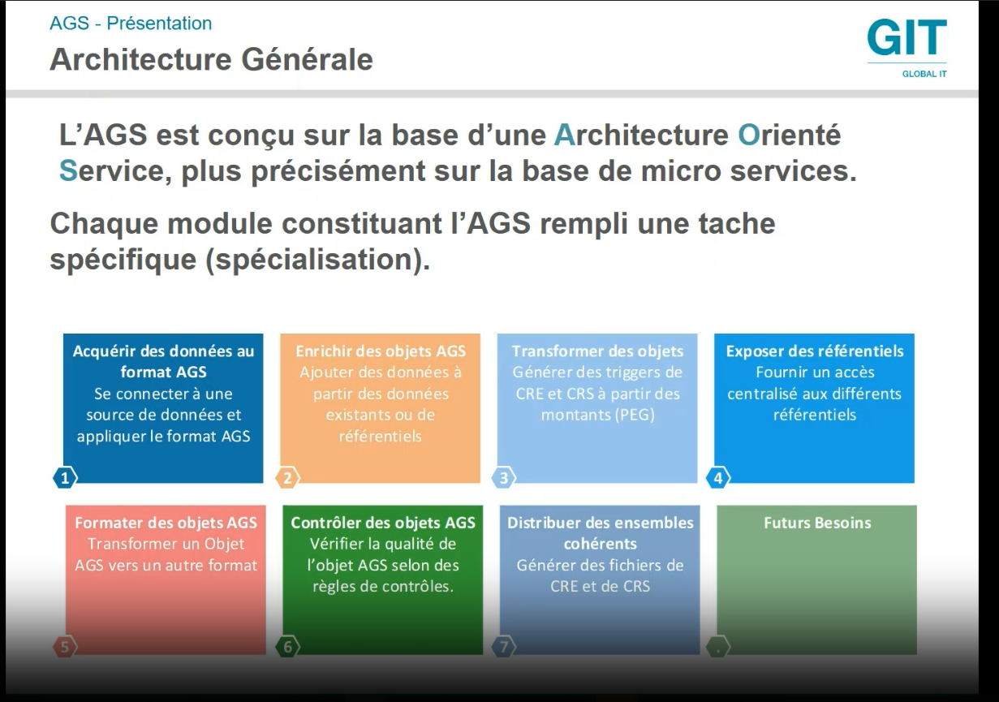 AGS - Présentation
Architecture Générale
GIT
GLOBAL IT
L’AGS est conçu sur la base d’une Architecture Orienté
Service, plus précisément sur la base de micro services.
Chaque module constituant l’AGS rempli une tache
spécifique (spécialisation).
Acquérir des données au
format AGS
Se connecter à une
source de données et
appliquer le format AGS
1
Enrichir des objets AGS
Ajouter des données à
partir des données
existants ou de
référentiels
2
Transformer des objets
Générer des triggers de
CRE et CRS à partir des
montants (PEG)
3
Exposer des référentiels
Fournir un accès
centralisé aux différents
référentiels
4
Formater des objets AGS
Transformer un Objet
AGS vers un autre format
5
Contrôler des objets AGS
Vérifier la qualité de
l’objet AGS selon des
règles de contrôles.
6
Distribuer des ensembles
cohérents
Générer des fichiers de
CRE et de CRS
7
Futurs Besoins
.